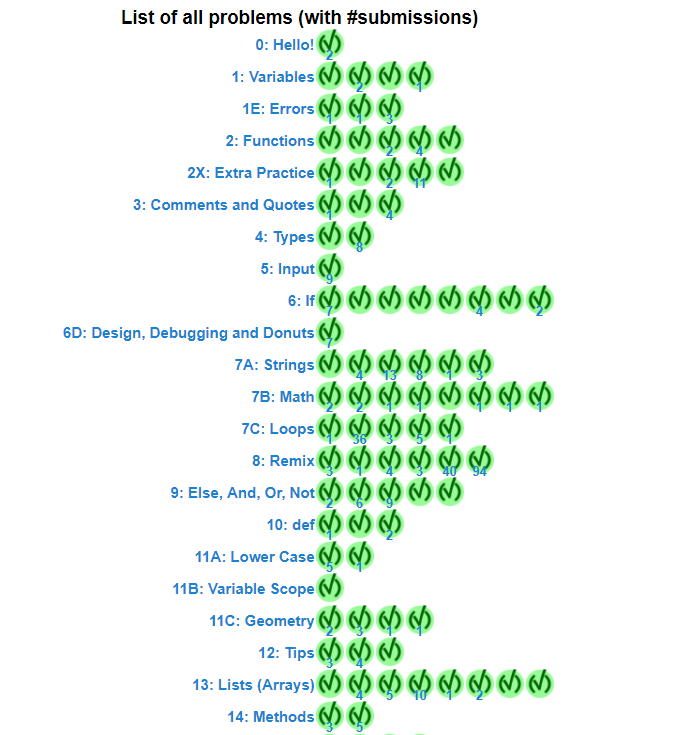 List of all problems (with #submissions)
0: Hello! 2
1: Variables 2 1
1E: Errors 1 1 3
2: Functions 2 4
2X: Extra Practice 1 2 11
3: Comments and Quotes 1 4
4: Types 8
5: Input 9
6: If 7 4 2
6D: Design, Debugging and Donuts 7
7A: Strings 4 13 8 1 3
7B: Math 2 2 1 1 1 1 1
7C: Loops 1 36 3 5 1
8: Remix 3 1 4 3 40 94
9: Else, And, Or, Not 2 6 9
10: def 1 2
11A: Lower Case 5 1
11B: Variable Scope
11C: Geometry 2 3 1 1
12: Tips 3 4
13: Lists (Arrays) 4 5 10 1 2
14: Methods 3 5